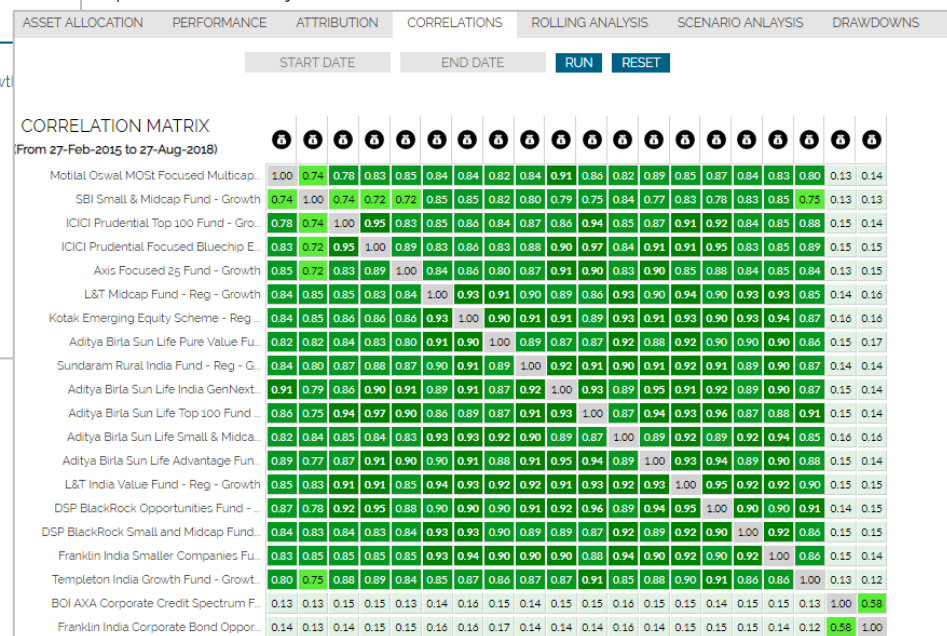 ASSET ALLOCATION PERFORMANCE ATTRIBUTION CORRELATIONS ROLLING ANALYSIS SCENARIO ANLAYSIS DRAWDOWNS
START DATE END DATE RUN RESET
CORRELATION MATRIX
(From 27-Feb-2015 to 27-Aug-2018)
Motilal Oswal MOSt Focused Multicap... 1.00 0.74 0.78 0.83 0.85 0.84 0.84 0.82 0.84 0.91 0.86 0.82 0.89 0.85 0.87 0.84 0.83 0.80 0.13 0.14
SBI Small & Midcap Fund - Growth 0.74 1.00 0.74 0.72 0.72 0.85 0.85 0.82 0.80 0.79 0.75 0.84 0.77 0.83 0.78 0.83 0.85 0.75 0.13 0.13
ICICI Prudential Top 100 Fund - Gro... 0.78 0.74 1.00 0.95 0.83 0.85 0.86 0.84 0.87 0.86 0.94 0.85 0.87 0.91 0.92 0.84 0.85 0.88 0.15 0.14
ICICI Prudential Focused Bluechip E... 0.83 0.72 0.95 1.00 0.89 0.83 0.86 0.83 0.88 0.90 0.97 0.84 0.91 0.91 0.95 0.83 0.85 0.89 0.15 0.15
Axis Focused 25 Fund - Growth 0.85 0.72 0.83 0.89 1.00 0.84 0.86 0.80 0.87 0.91 0.90 0.83 0.90 0.85 0.88 0.84 0.85 0.84 0.13 0.15
L&T Midcap Fund - Reg - Growth 0.84 0.85 0.85 0.83 0.84 1.00 0.93 0.91 0.90 0.89 0.86 0.93 0.90 0.94 0.90 0.93 0.93 0.85 0.14 0.16
Kotak Emerging Equity Scheme - Reg ... 0.84 0.85 0.86 0.86 0.86 0.93 1.00 0.90 0.91 0.91 0.89 0.93 0.91 0.93 0.90 0.93 0.94 0.87 0.16 0.16
Aditya Birla Sun Life Pure Value Fu... 0.82 0.82 0.84 0.83 0.80 0.91 0.90 1.00 0.89 0.87 0.87 0.92 0.88 0.92 0.90 0.90 0.90 0.86 0.15 0.17
Sundaram Rural India Fund - Reg - G... 0.84 0.80 0.87 0.88 0.87 0.90 0.91 0.89 1.00 0.92 0.91 0.90 0.91 0.92 0.91 0.89 0.90 0.87 0.14 0.14
Aditya Birla Sun Life India GenNext... 0.91 0.79 0.86 0.90 0.91 0.89 0.91 0.87 0.92 1.00 0.93 0.89 0.95 0.91 0.92 0.89 0.90 0.87 0.15 0.14
Aditya Birla Sun Life Top 100 Fund ... 0.86 0.75 0.94 0.97 0.90 0.86 0.89 0.87 0.91 0.93 1.00 0.87 0.94 0.93 0.96 0.87 0.88 0.91 0.15 0.14
Aditya Birla Sun Life Small & Midca... 0.82 0.84 0.85 0.84 0.83 0.93 0.93 0.92 0.90 0.89 0.87 1.00 0.89 0.92 0.89 0.92 0.94 0.85 0.16 0.16
Aditya Birla Sun Life Advantage Fun... 0.89 0.77 0.87 0.91 0.90 0.90 0.91 0.88 0.91 0.95 0.94 0.89 1.00 0.93 0.94 0.89 0.90 0.88 0.15 0.14
L&T India Value Fund - Reg - Growth 0.85 0.83 0.91 0.91 0.85 0.94 0.93 0.92 0.92 0.91 0.93 0.92 0.93 1.00 0.95 0.92 0.92 0.90 0.15 0.15
DSP BlackRock Opportunities Fund - ... 0.87 0.78 0.92 0.95 0.88 0.90 0.90 0.90 0.91 0.92 0.96 0.89 0.94 0.95 1.00 0.90 0.90 0.91 0.14 0.15
DSP BlackRock Small and Midcap Fund... 0.84 0.83 0.84 0.83 0.84 0.93 0.93 0.90 0.89 0.89 0.87 0.92 0.89 0.92 0.90 1.00 0.92 0.86 0.15 0.15
Franklin India Smaller Companies Fu... 0.83 0.85 0.85 0.85 0.85 0.93 0.94 0.90 0.90 0.90 0.88 0.94 0.90 0.92 0.90 0.92 1.00 0.86 0.15 0.14
Templeton India Growth Fund - Growt... 0.80 0.75 0.88 0.89 0.84 0.85 0.87 0.86 0.87 0.87 0.91 0.85 0.88 0.90 0.91 0.86 0.86 1.00 0.13 0.12
BOI AXA Corporate Credit Spectrum F... 0.13 0.13 0.15 0.15 0.13 0.14 0.16 0.15 0.14 0.15 0.15 0.16 0.15 0.15 0.14 0.15 0.15 0.13 1.00 0.58
Franklin India Corporate Bond Oppor... 0.14 0.13 0.14 0.15 0.15 0.16 0.16 0.17 0.14 0.14 0.14 0.16 0.14 0.15 0.15 0.15 0.14 0.12 0.58 1.00